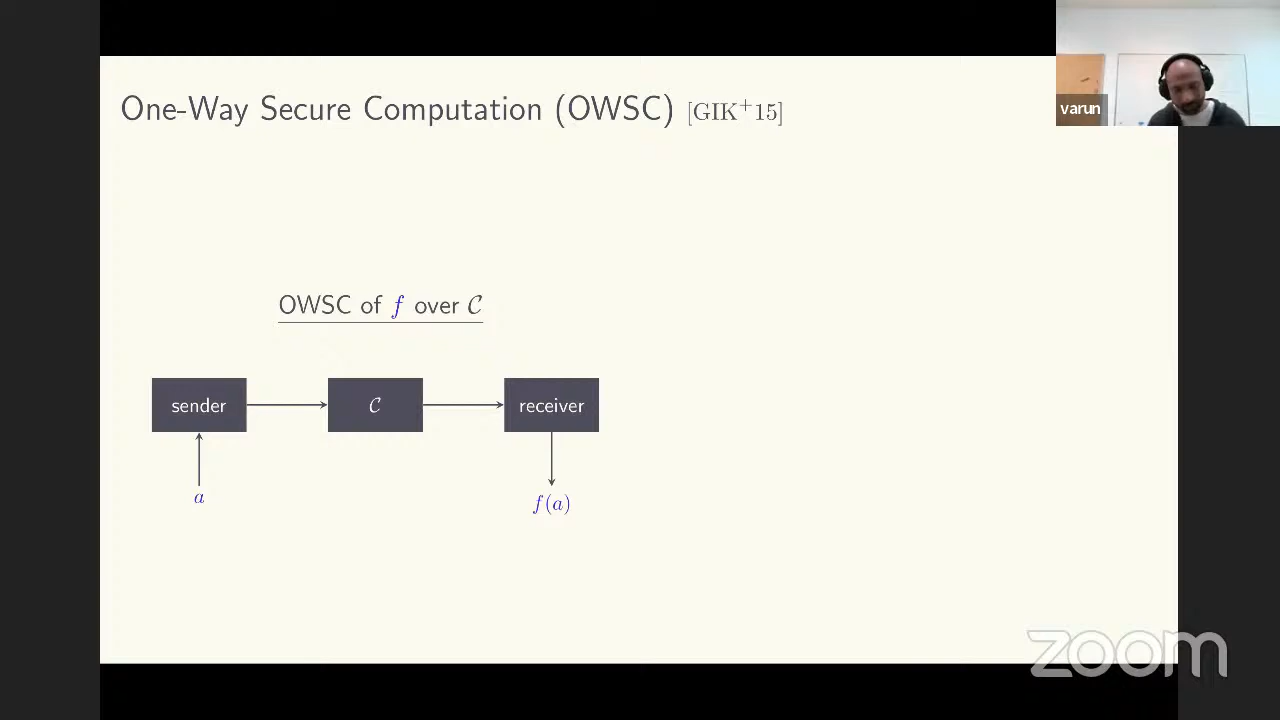 One-Way Secure Computation (OWSC) [GIK⁺15]
varun
OWSC of f over 𝒞
sender
𝒞
receiver
a
f(a)
zoom